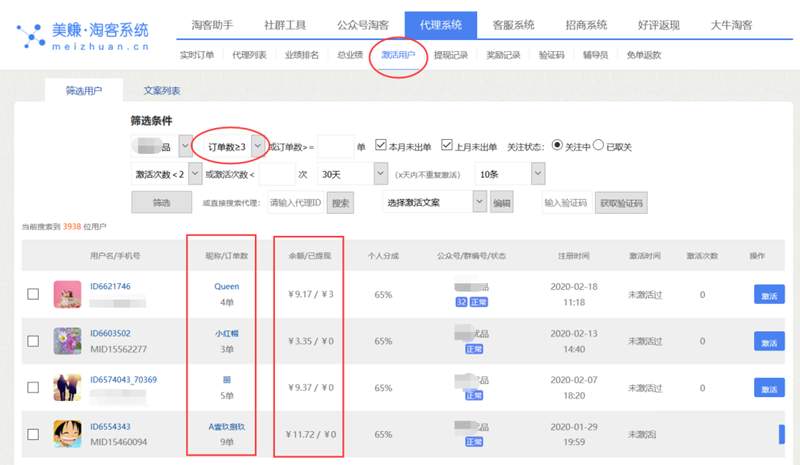 美赚·淘客系统
meizhuan.cn
淘客助手 社群工具 公众号淘客 代理系统 客服系统 招商系统 好评返现 大牛淘客
实时订单 代理列表 业绩排名 总业绩 激活用户 提现记录 奖励记录 验证码 辅导员 免单返款
筛选用户 文案列表
筛选条件
品 订单数≥3 或订单数>= 单 本月未出单 上月未出单 关注状态: 关注中 已取关
激活次数 < 2 或激活次数 < 次 30天 (x天内不重复激活) 10条
筛选 或直接搜索代理: 请输入代理ID 搜索 选择激活文案 编辑 输入验证码 获取验证码
当前搜索到 3938 位用户
用户名/手机号 昵称/订单数 余额/已提现 个人分成 公众号/群编号/状态 注册时间 激活时间 激活次数 操作
ID6621746 Queen ¥9.17 / ¥3 65% 品 2020-02-18 未激活过 0 激活
4单 32 正常 11:18
ID6603502 小红帽 ¥3.35 / ¥0 65% 优品 2020-02-13 未激活过 0 激活
MID15562277 3单 正常 14:40
ID6574043_70369 丽 ¥9.37 / ¥0 65% 品 2020-02-07 未激活过 0 激活
5单 正常 18:20
ID6554343 A壹玖捌玖 ¥11.72 / ¥0 65% 品 2020-01-29 未激活
MID15460094 9单 正常 19:59